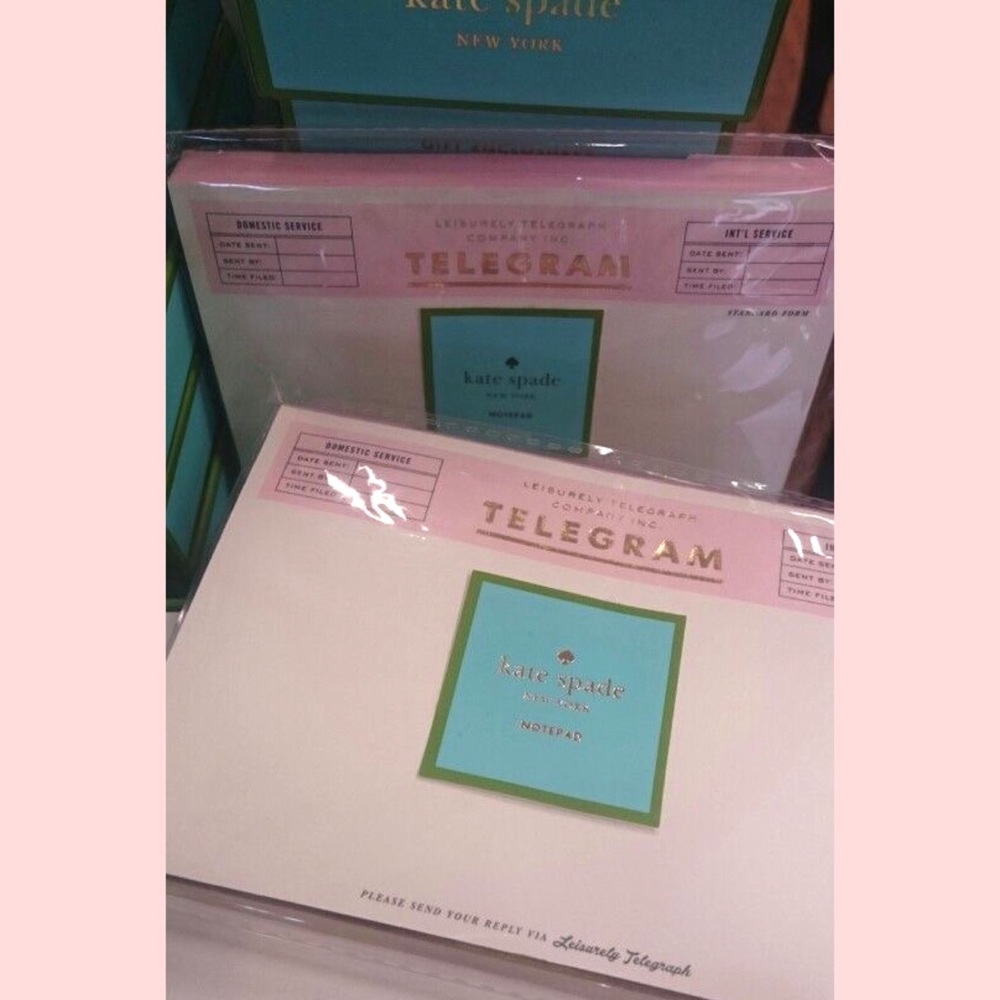 kate spade
NEW YORK
DOMESTIC SERVICE
DATE SENT:
SENT BY:
TIME FILED
LEISURELY TELEGRAPH
COMPANY INC.
TELEGRAM
INT'L SERVICE
DATE SENT:
SENT BY:
TIME FILED
STANDARD FORM
kate spade
NEW YORK
NOTEPAD
DOMESTIC SERVICE
DATE SENT:
SENT BY
TIME FILED
LEISURELY TELEGRAPH
COMPANY INC.
TELEGRAM
DATE SE
SENT BY
TIME FILE
kate spade
NEW YORK
NOTEPAD
PLEASE SEND YOUR REPLY VIA Leisurely Telegraph